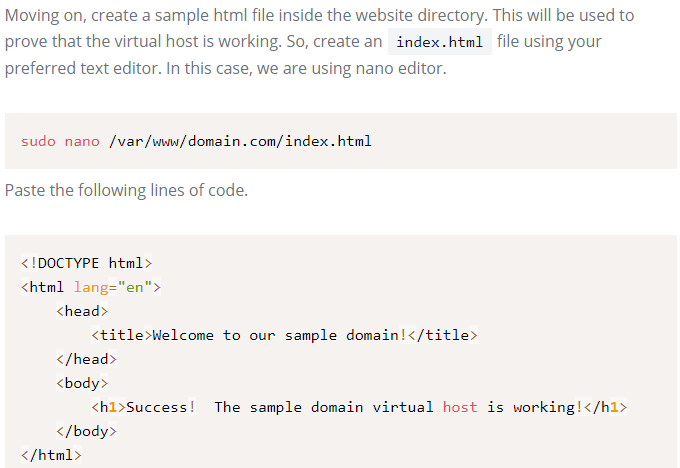 Moving on, create a sample html file inside the website directory. This will be used to
prove that the virtual host is working. So, create an index.html file using your
preferred text editor. In this case, we are using nano editor.
sudo nano /var/www/domain.com/index.html
Paste the following lines of code.
<!DOCTYPE html>
<html lang="en">
    <head>
        <title>Welcome to our sample domain!</title>
    </head>
    <body>
        <h1>Success!  The sample domain virtual host is working!</h1>
    </body>
</html>